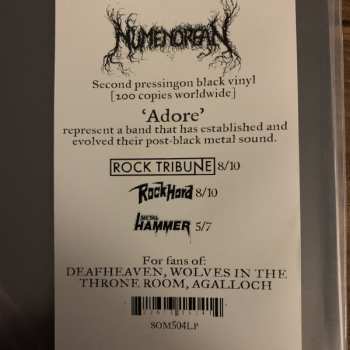 NUMENOREAN
Second pressingon black vinyl
[200 copies worldwide]
'Adore'
represent a band that has established and
evolved their post-black metal sound.
ROCK TRIBUNE 8/10
RockHard 8/10
METAL HAMMER 5/7
For fans of:
DEAFHEAVEN, WOLVES IN THE
THRONE ROOM, AGALLOCH
SOM504LP